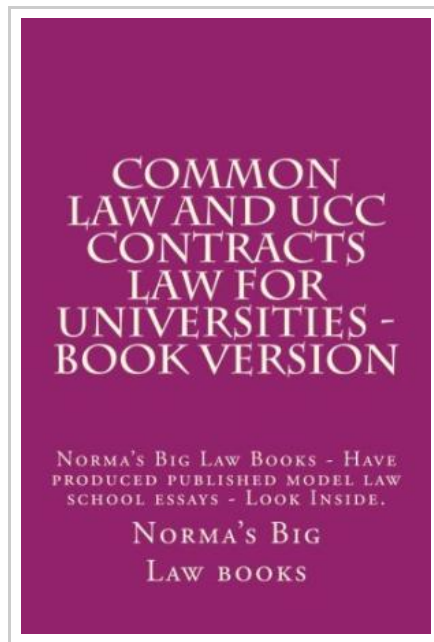 COMMON
LAW AND UCC
CONTRACTS
LAW FOR
UNIVERSITIES -
BOOK VERSION
NORMA'S BIG LAW BOOKS - HAVE
PRODUCED PUBLISHED MODEL LAW
SCHOOL ESSAYS - LOOK INSIDE.
NORMA'S BIG
LAW BOOKS